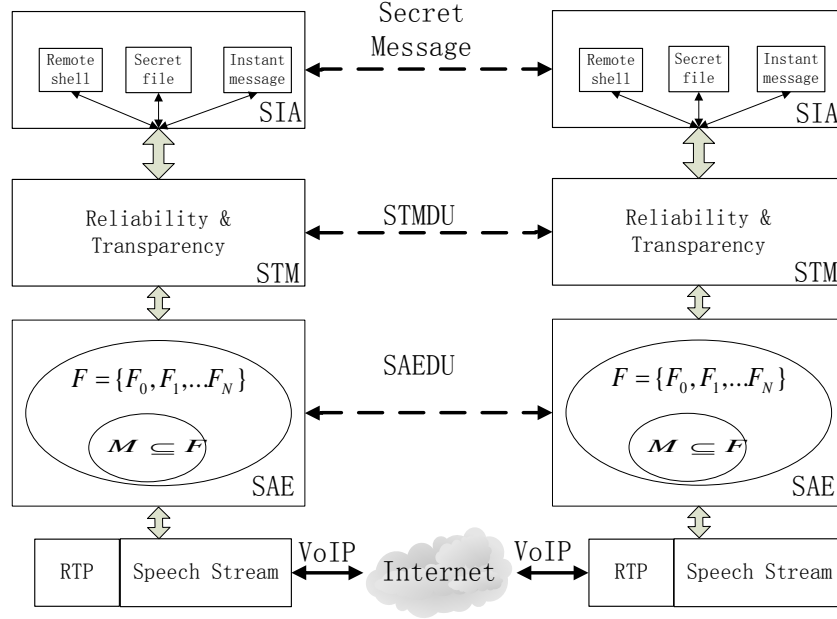 Secret
Message
Remote
shell
Secret
file
Instant
message
SIA
Remote
shell
Secret
file
Instant
message
SIA
Reliability &
Transparency
STM
STMDU
Reliability &
Transparency
STM
F = {F₀, F₁, ...F_N}
M ⊆ F
SAE
SAEDU
F = {F₀, F₁, ...F_N}
M ⊆ F
SAE
RTP
Speech Stream
VoIP
Internet
VoIP
RTP
Speech Stream